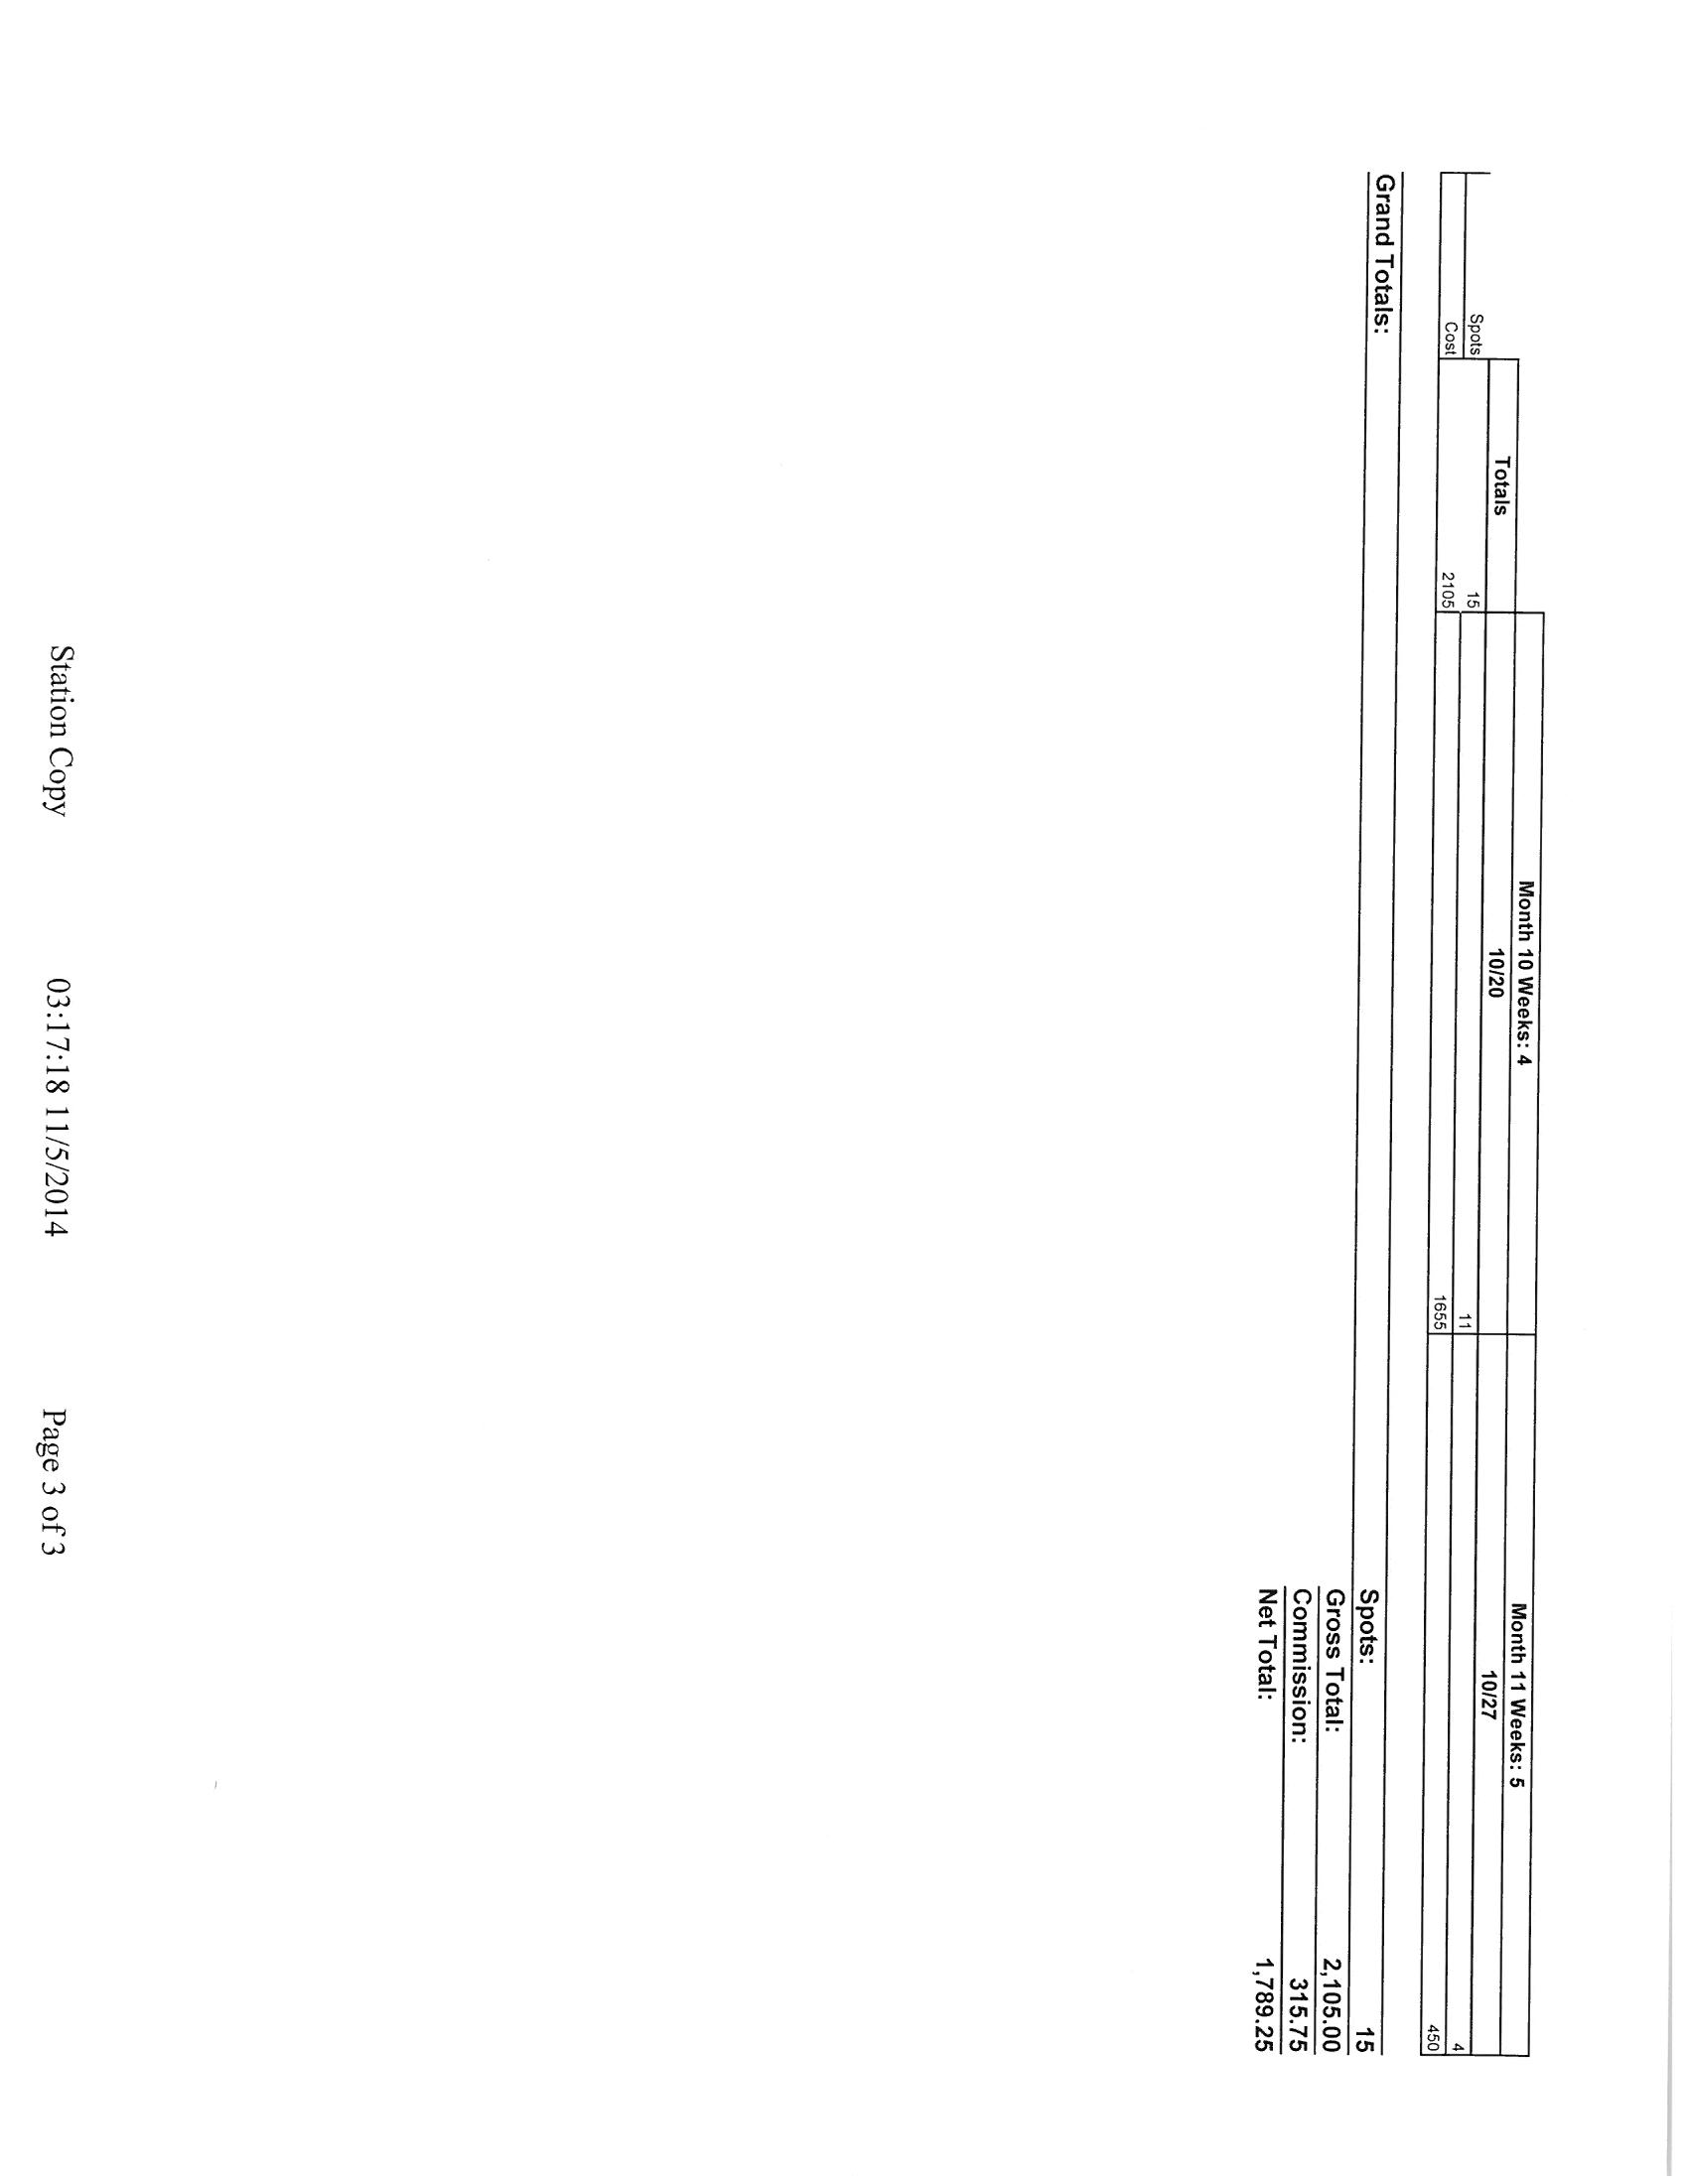 Month 10 Weeks: 4 Month 11 Weeks: 5
Totals 10/20 10/27
Spots 15 11 4
Cost 2105 1655 450
Grand Totals: Spots: 15
Gross Total: 2,105.00
Commission: 315.75
Net Total: 1,789.25
Station Copy 03:17:18 11/5/2014 Page 3 of 3